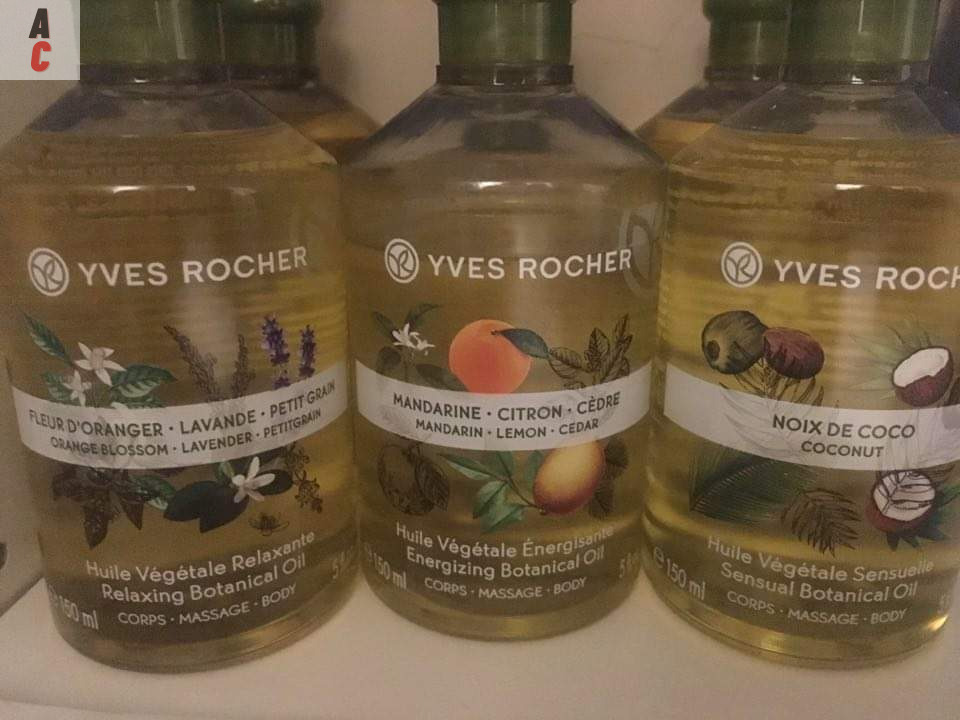 A
C
YVES ROCHER
FLEUR D'ORANGER · LAVANDE · PETIT GRAIN
ORANGE BLOSSOM · LAVENDER · PETITGRAIN
Huile Végétale Relaxante
Relaxing Botanical Oil
CORPS · MASSAGE · BODY
150 ml
YVES ROCHER
MANDARINE · CITRON · CÈDRE
MANDARIN · LEMON · CEDAR
Huile Végétale Énergisante
Energizing Botanical Oil
CORPS · MASSAGE · BODY
e 150 ml
YVES ROCH
NOIX DE COCO
COCONUT
Huile Végétale Sensuelle
Sensual Botanical Oil
CORPS · MASSAGE · BODY
e 150 ml